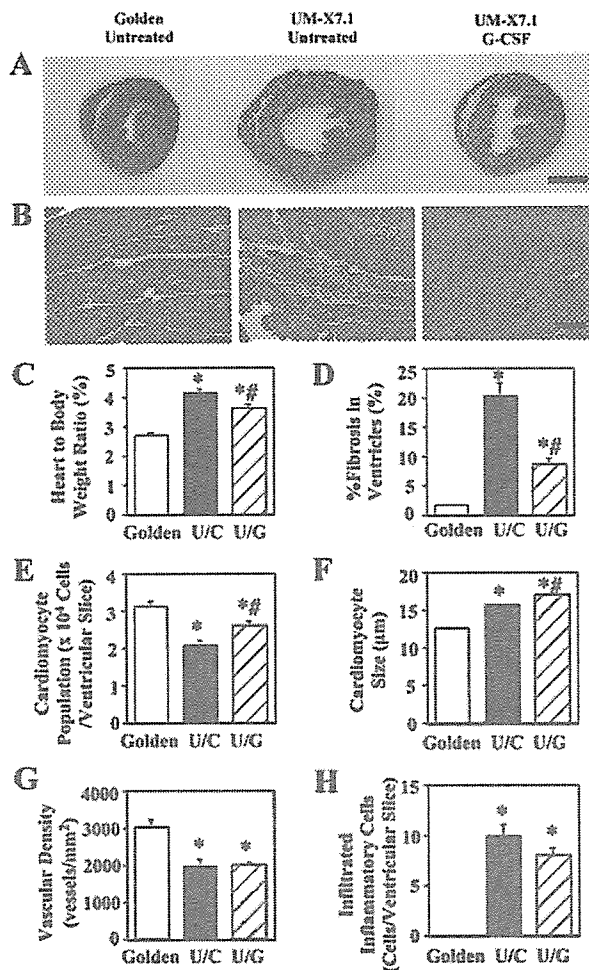 Golden Untreated
UM-X7.1 Untreated
UM-X7.1 G-CSF
A
B
C
Heart to Body Weight Ratio (%)
5
4
3
2
1
0
*
*#
Golden U/C U/G
D
%Fibrosis in Ventricles (%)
25
20
15
10
5
0
*
*#
Golden U/C U/G
E
Cardiomyocyte Population (x 10⁴ Cells /Ventricular Slice)
4
3
2
1
0
*
*#
Golden U/C U/G
F
Cardiomyocyte Size (μm)
20
15
10
5
0
*
*#
Golden U/C U/G
G
Vascular Density (vessels/mm²)
4000
3000
2000
1000
0
*
*
Golden U/C U/G
H
Infiltrated Inflammatory Cells (Cells/Ventricular Slice)
15
10
5
0
*
*
Golden U/C U/G